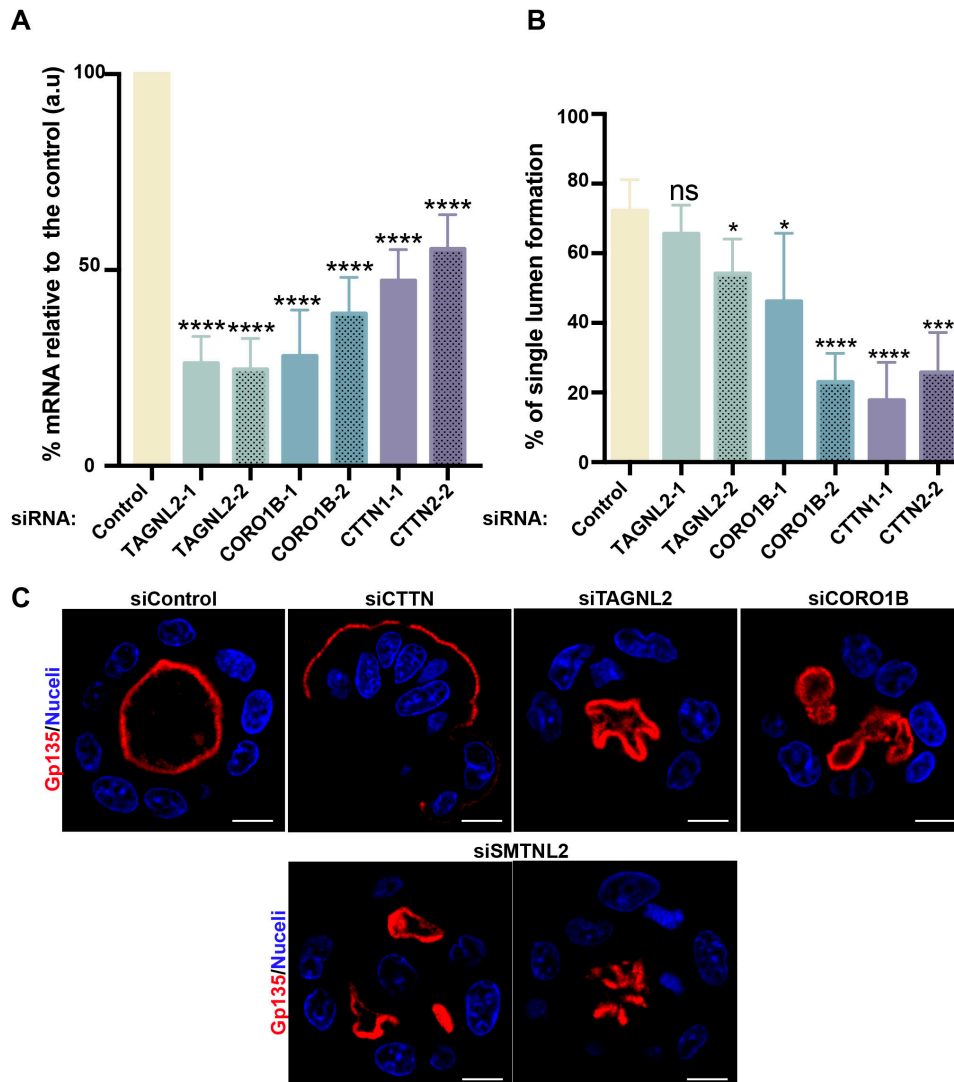 A
% mRNA relative to the control (a.u)
100
50
0
****
****
****
****
****
****
siRNA:
Control
TAGNL2-1
TAGNL2-2
CORO1B-1
CORO1B-2
CTTN1-1
CTTN2-2
B
% of single lumen formation
100
80
60
40
20
0
ns
*
*
****
****
***
siRNA:
Control
TAGNL2-1
TAGNL2-2
CORO1B-1
CORO1B-2
CTTN1-1
CTTN2-2
C
siControl
siCTTN
siTAGNL2
siCORO1B
Gp135/Nuceli
siSMTNL2
Gp135/Nuceli